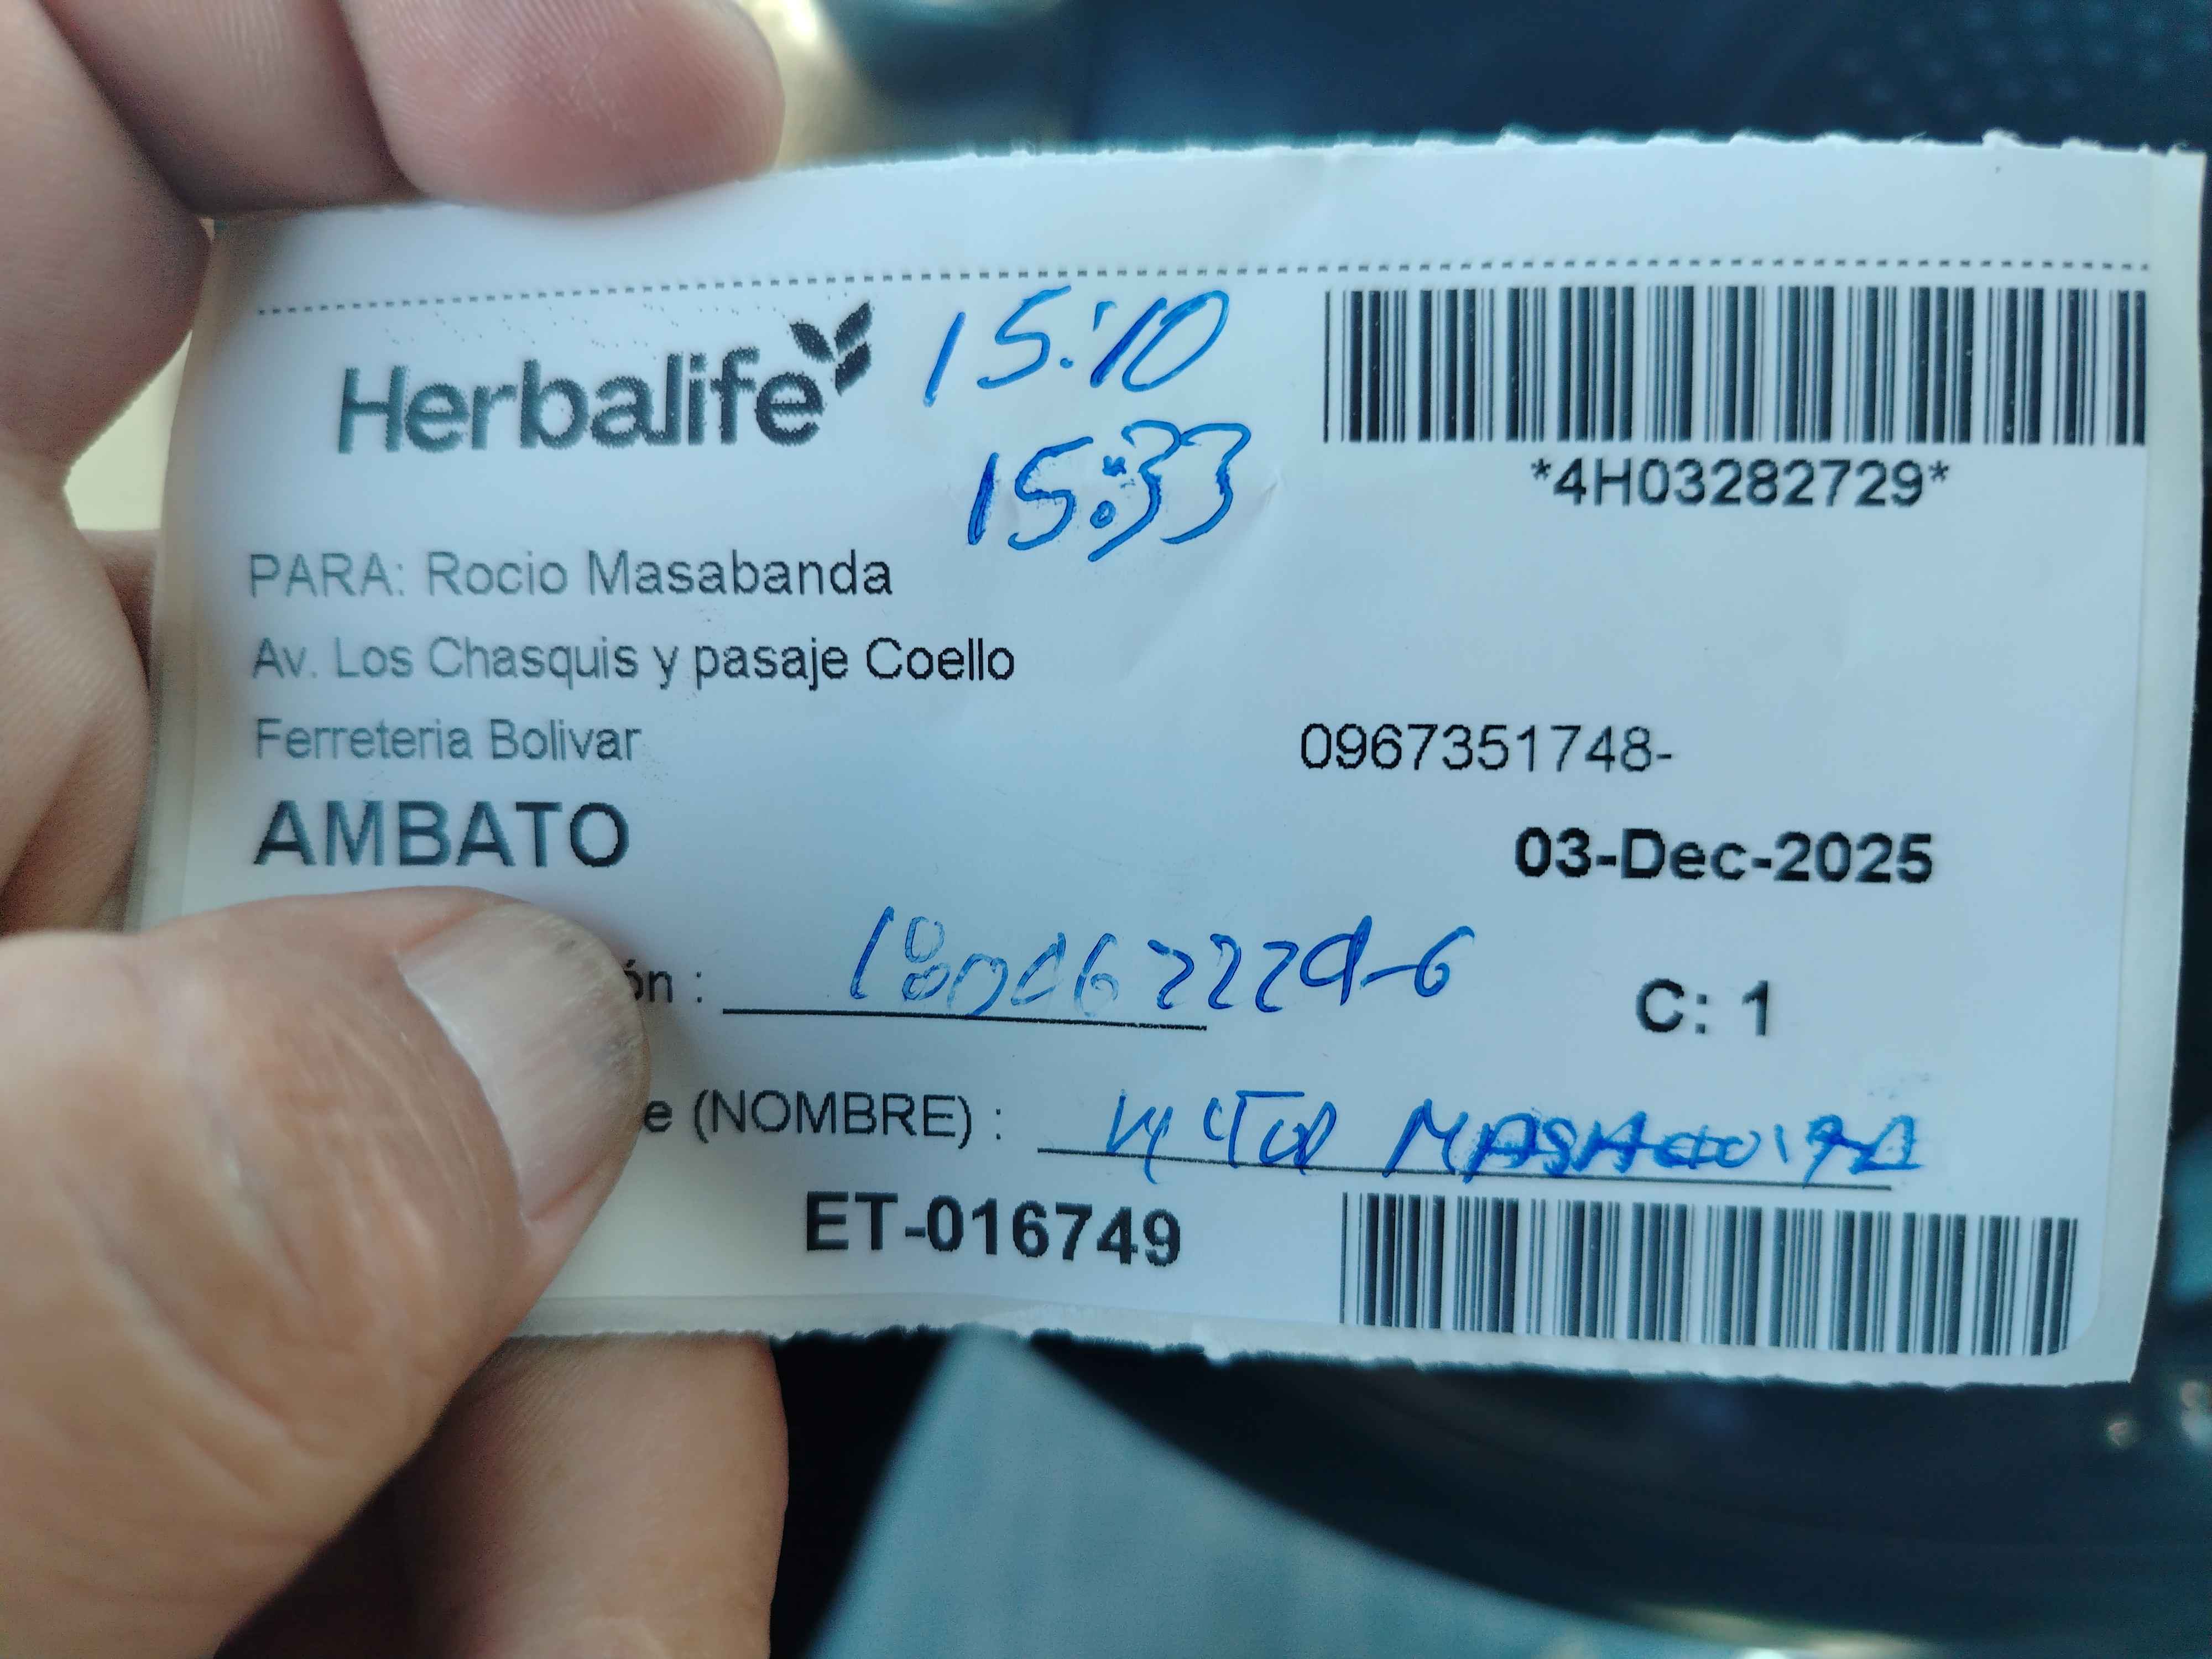 Herbalife
15:10
15:33
*4H03282729*
PARA: Rocio Masabanda
Av. Los Chasquis y pasaje Coello
Ferreteria Bolivar
0967351748-
AMBATO
03-Dec-2025
ón :
C: 1
e (NOMBRE) :
ET-016749